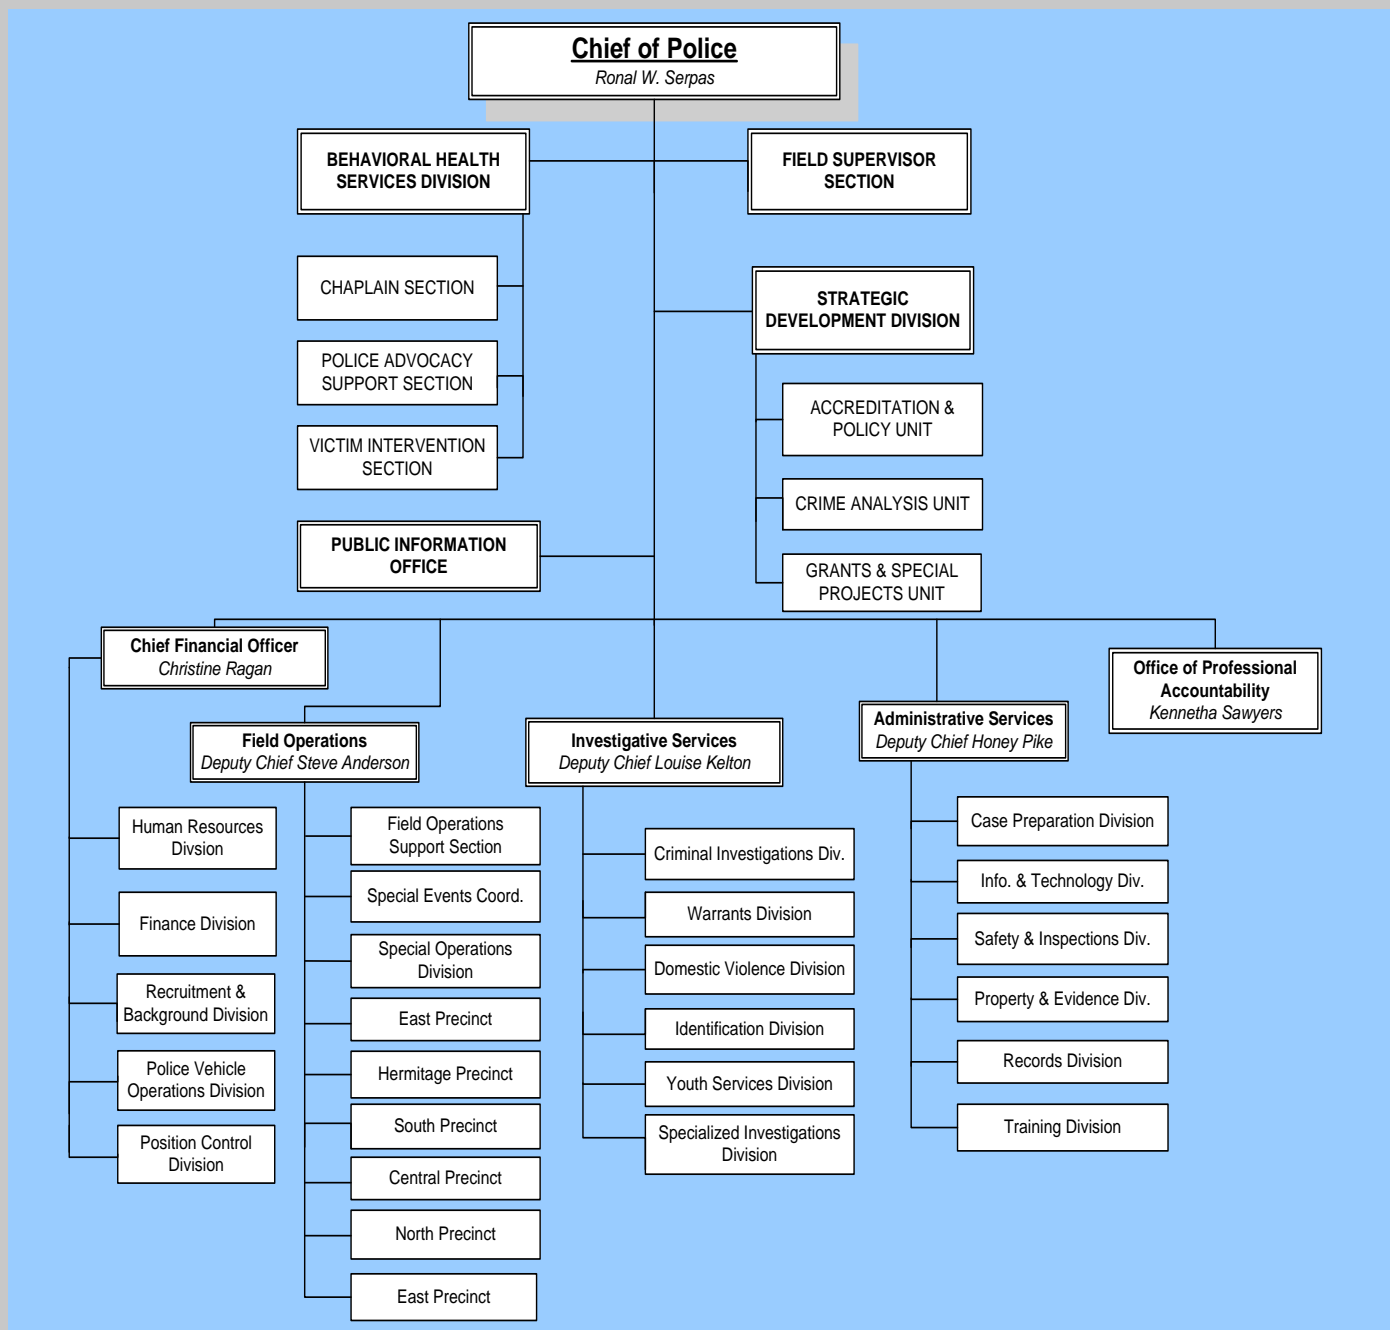 Chief of Police
Ronal W. Serpas
BEHAVIORAL HEALTH
SERVICES DIVISION
FIELD SUPERVISOR
SECTION
CHAPLAIN SECTION
POLICE ADVOCACY
SUPPORT SECTION
VICTIM INTERVENTION
SECTION
STRATEGIC
DEVELOPMENT DIVISION
ACCREDITATION &
POLICY UNIT
CRIME ANALYSIS UNIT
GRANTS & SPECIAL
PROJECTS UNIT
PUBLIC INFORMATION
OFFICE
Chief Financial Officer
Christine Ragan
Human Resources
Divsion
Finance Division
Recruitment &
Background Division
Police Vehicle
Operations Division
Position Control
Division
Field Operations
Deputy Chief Steve Anderson
Field Operations
Support Section
Special Events Coord.
Special Operations
Division
East Precinct
Hermitage Precinct
South Precinct
Central Precinct
North Precinct
East Precinct
Investigative Services
Deputy Chief Louise Kelton
Criminal Investigations Div.
Warrants Division
Domestic Violence Division
Identification Division
Youth Services Division
Specialized Investigations
Division
Administrative Services
Deputy Chief Honey Pike
Case Preparation Division
Info. & Technology Div.
Safety & Inspections Div.
Property & Evidence Div.
Records Division
Training Division
Office of Professional
Accountability
Kennetha Sawyers